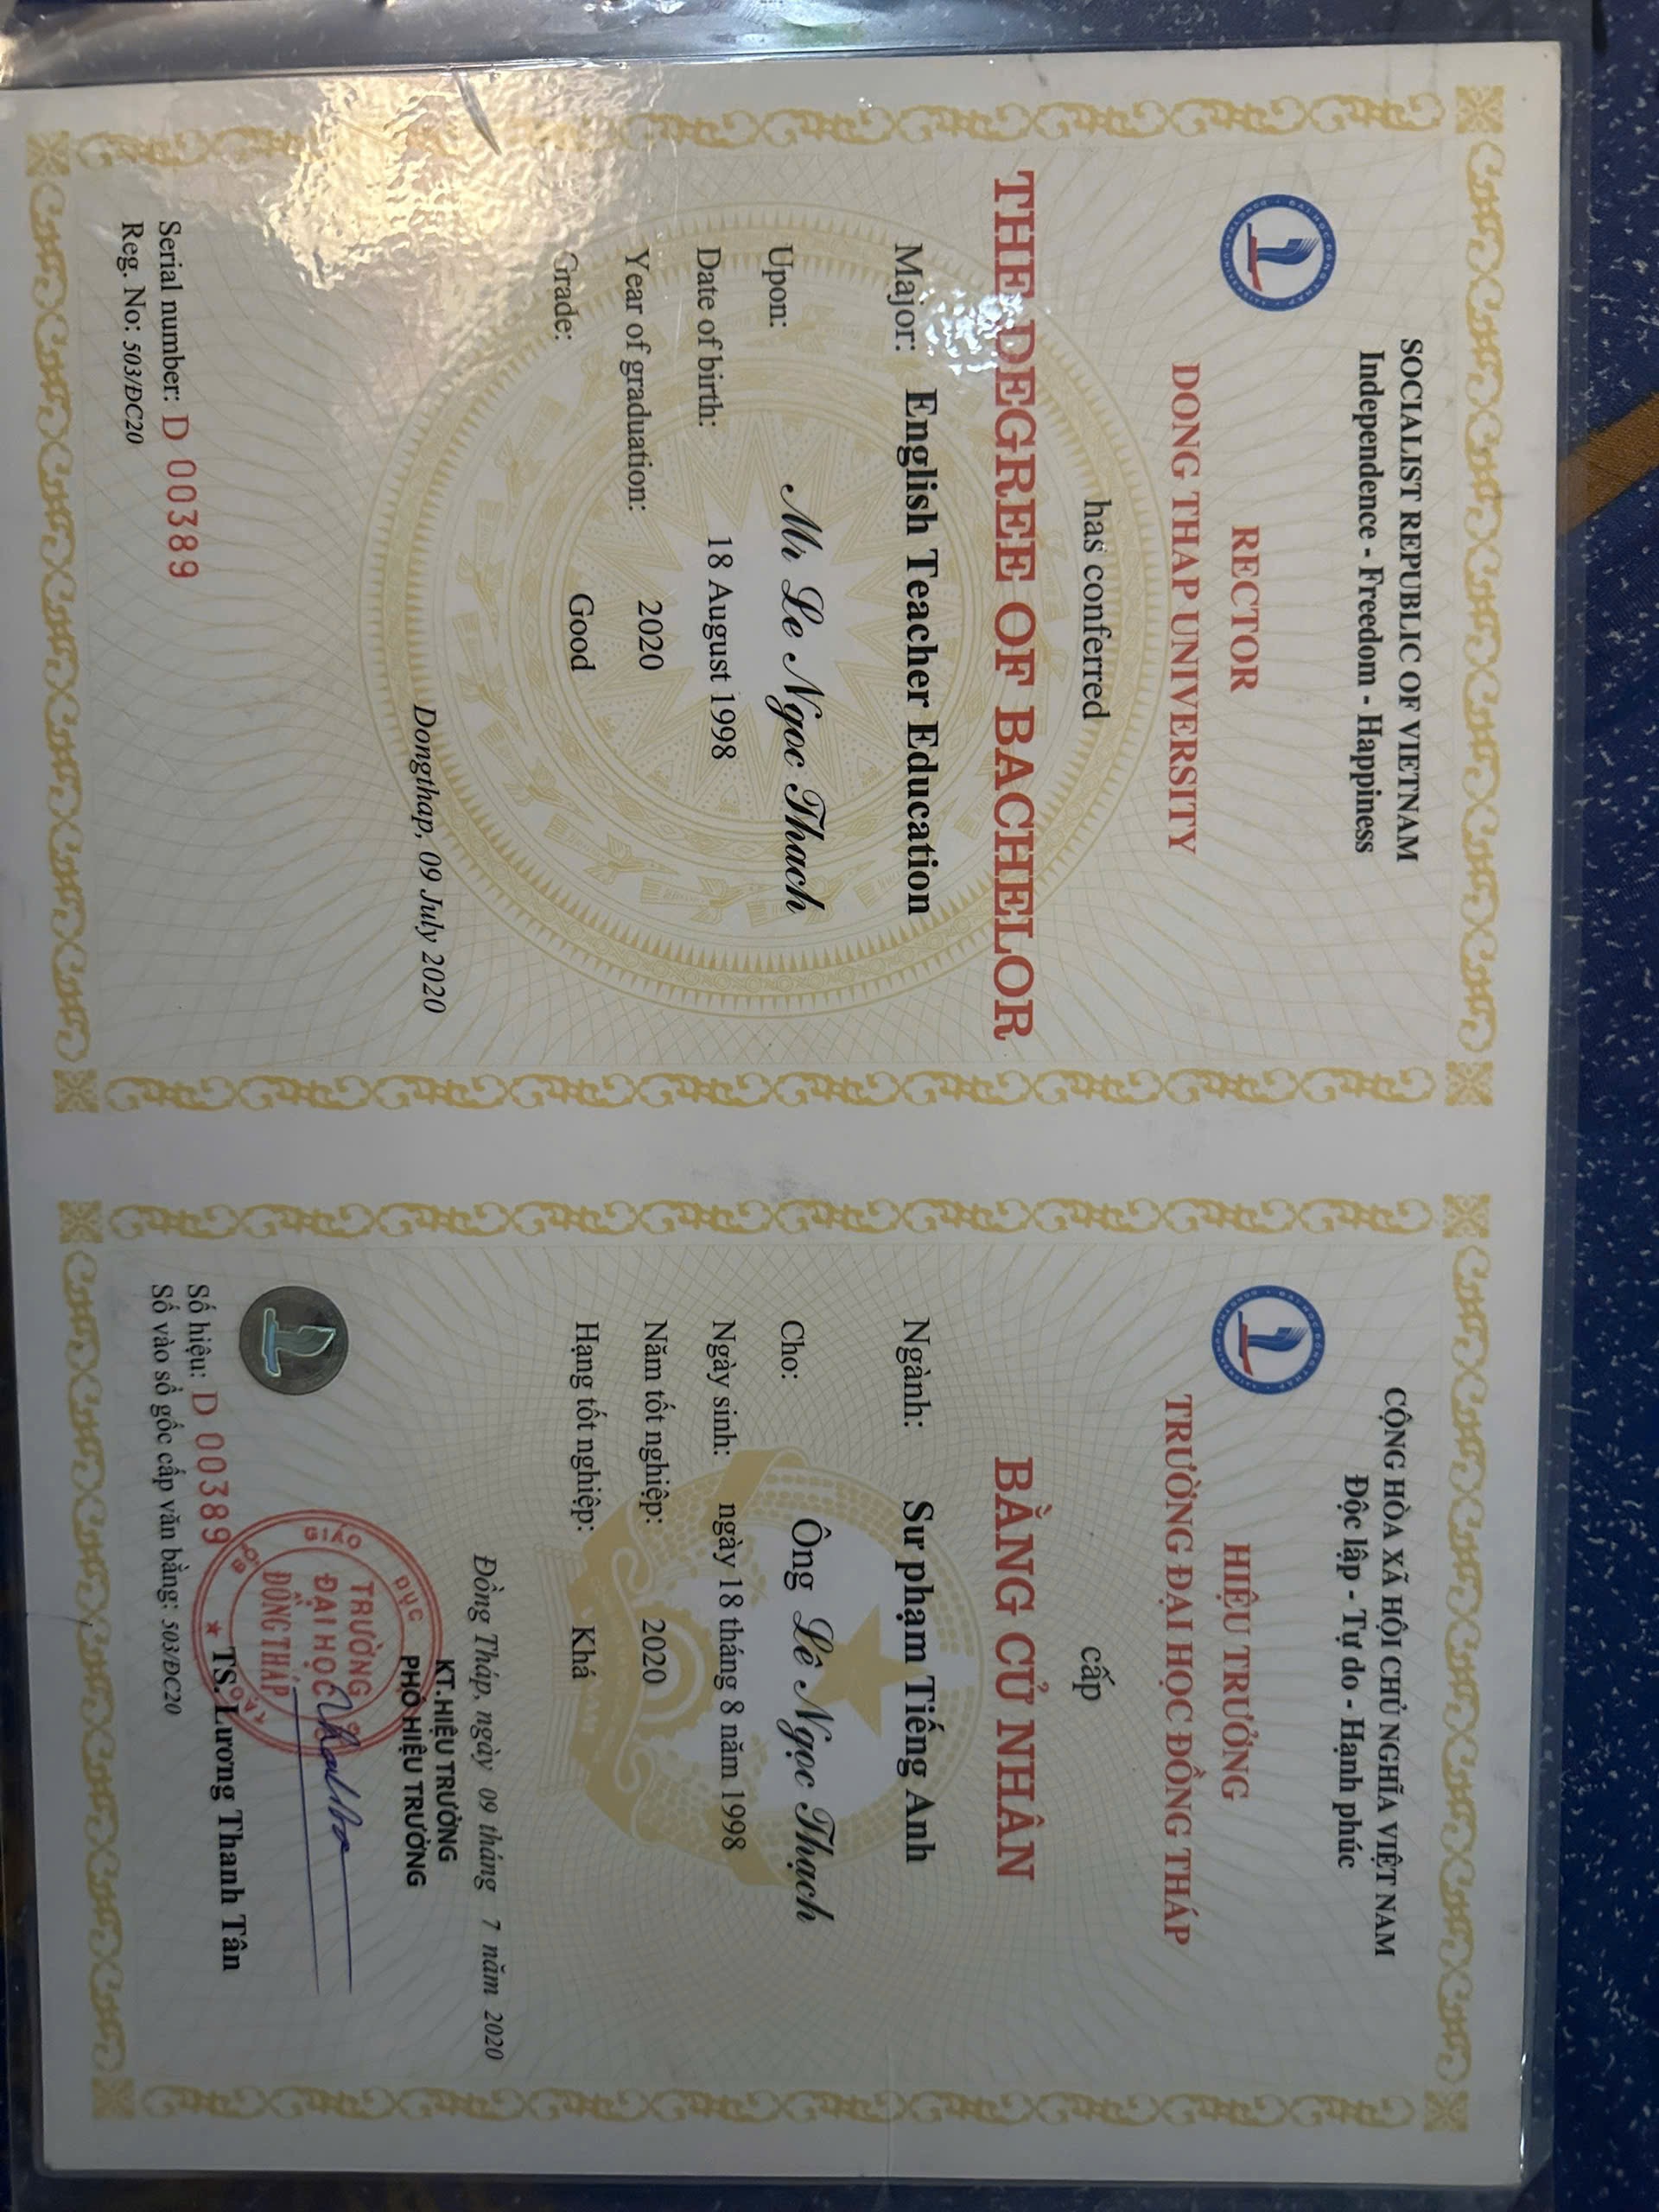 SOCIALIST REPUBLIC OF VIETNAM
Independence - Freedom - Happiness
RECTOR
DONG THAP UNIVERSITY
has conferred
THE DEGREE OF BACHELOR
Major: English Teacher Education
Upon: Mr Le Ngoc Thach
Date of birth: 18 August 1998
Year of graduation: 2020
Grade: Good
Dongthap, 09 July 2020
Serial number: D 00389
Reg. No: 503/ĐC20
CỘNG HÒA XÃ HỘI CHỦ NGHĨA VIỆT NAM
Độc lập - Tự do - Hạnh phúc
HIỆU TRƯỞNG
TRƯỜNG ĐẠI HỌC ĐỒNG THÁP
cấp
BẰNG CỬ NHÂN
Ngành: Sư phạm Tiếng Anh
Cho: Ông Lê Ngọc Thạch
Ngày sinh: ngày 18 tháng 8 năm 1998
Năm tốt nghiệp: 2020
Hạng tốt nghiệp: Khá
Đồng Tháp, ngày 09 tháng 7 năm 2020
KT.HIỆU TRƯỞNG
PHÓ HIỆU TRƯỞNG
GIÁO DỤC
TRƯỜNG
ĐẠI HỌC
ĐỒNG THÁP
TS. Lương Thanh Tân
Số hiệu: D 00389
Số vào sổ gốc cấp văn bằng: 503/ĐC20